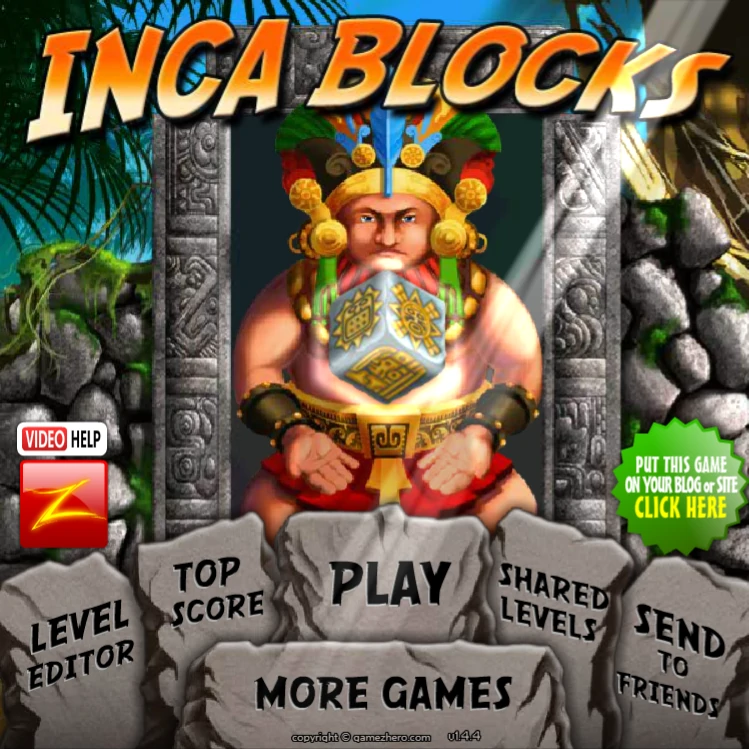 INCA BLOCKS
VIDEO HELP
Z
PUT THIS GAME
ON YOUR BLOG or SITE
CLICK HERE
LEVEL
EDITOR
TOP
SCORE
PLAY
SHARED
LEVELS
SEND
TO
FRIENDS
MORE GAMES
copyright © gamezhero.com v1.4.4